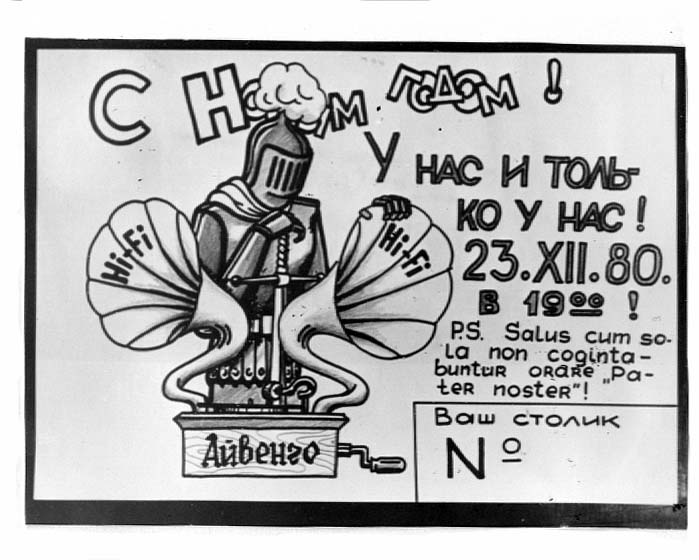 С Новым годом!
У НАС И ТОЛЬ-
КО У НАС!
23.XII.80.
В 19⁰⁰!
P.S. Salus cum so-
la non coginta-
buntur orare „Pa-
ter noster"!
Hi-Fi
Hi-Fi
Айвенго
Ваш столик
Nº